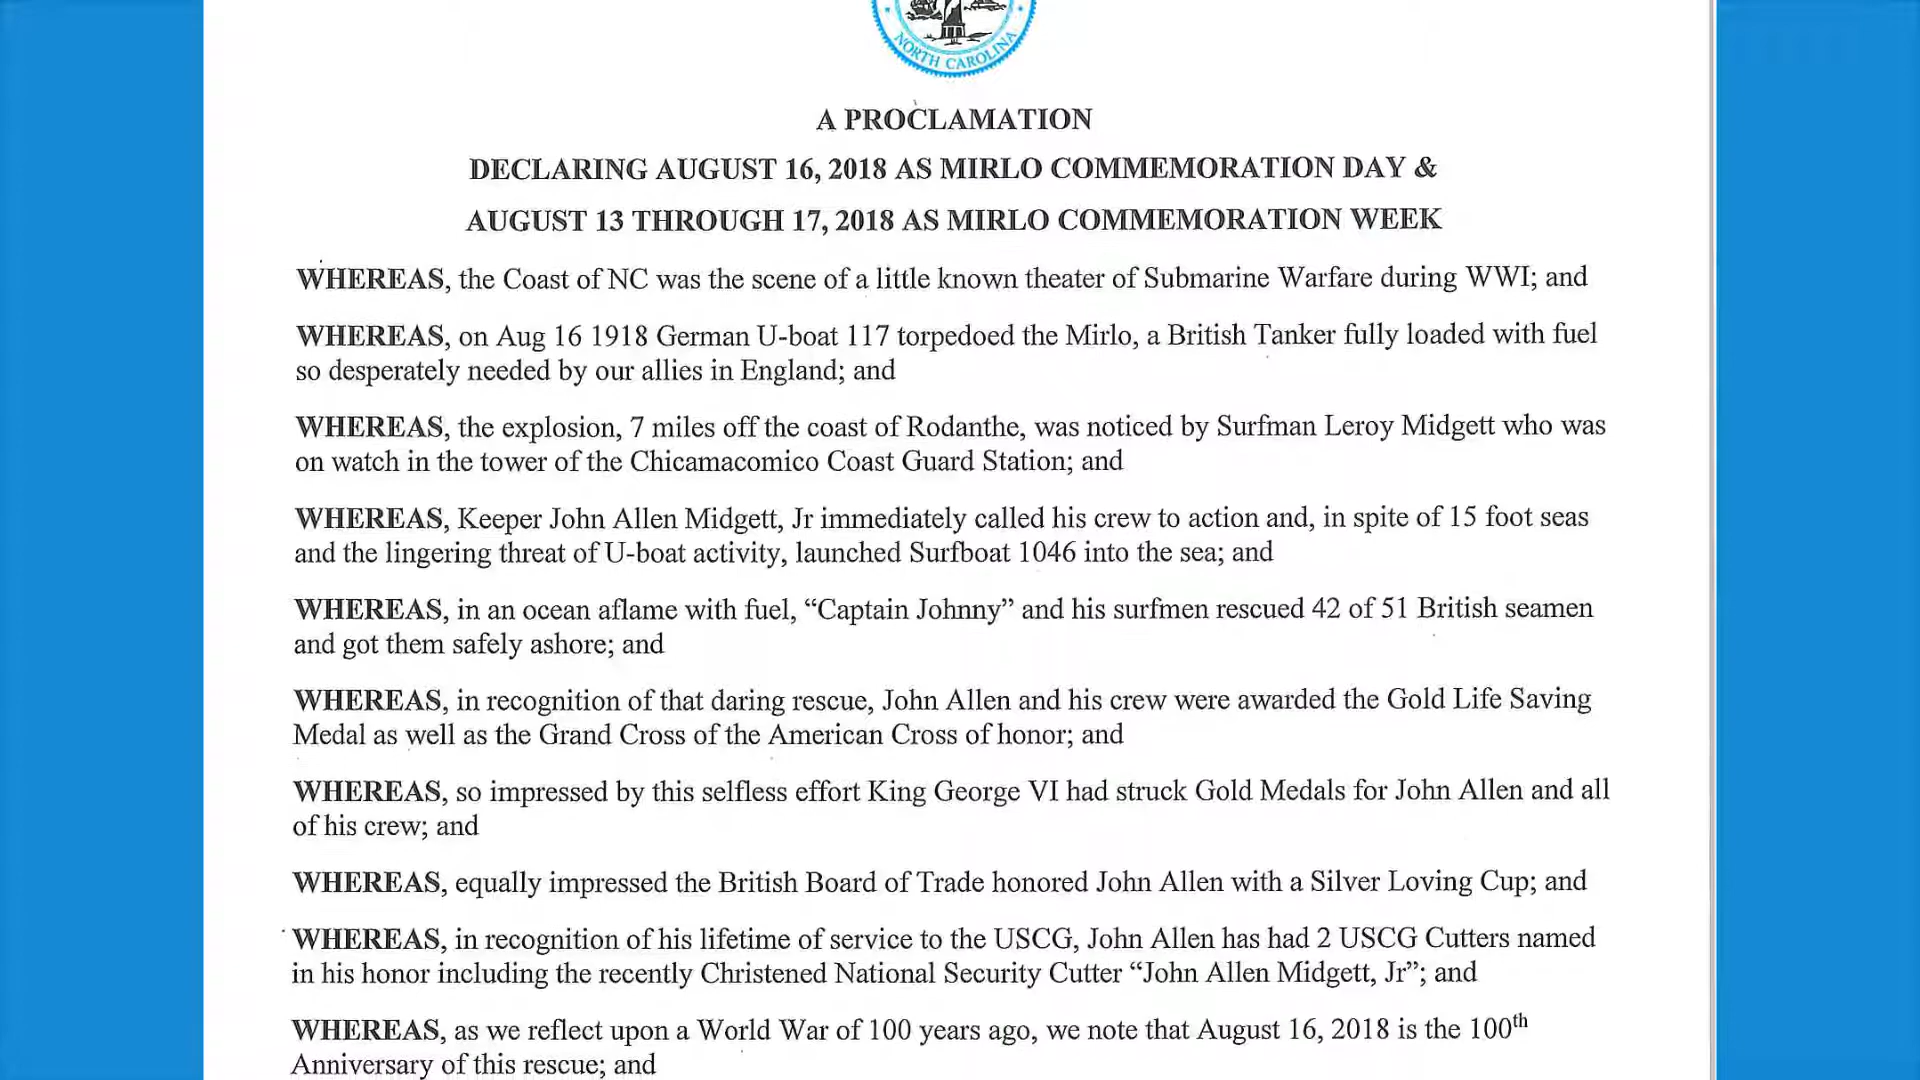 NORTH CAROLINA
A PROCLAMATION
DECLARING AUGUST 16, 2018 AS MIRLO COMMEMORATION DAY &
AUGUST 13 THROUGH 17, 2018 AS MIRLO COMMEMORATION WEEK
WHEREAS, the Coast of NC was the scene of a little known theater of Submarine Warfare during WWI; and
WHEREAS, on Aug 16 1918 German U-boat 117 torpedoed the Mirlo, a British Tanker fully loaded with fuel
so desperately needed by our allies in England; and
WHEREAS, the explosion, 7 miles off the coast of Rodanthe, was noticed by Surfman Leroy Midgett who was
on watch in the tower of the Chicamacomico Coast Guard Station; and
WHEREAS, Keeper John Allen Midgett, Jr immediately called his crew to action and, in spite of 15 foot seas
and the lingering threat of U-boat activity, launched Surfboat 1046 into the sea; and
WHEREAS, in an ocean aflame with fuel, “Captain Johnny” and his surfmen rescued 42 of 51 British seamen
and got them safely ashore; and
WHEREAS, in recognition of that daring rescue, John Allen and his crew were awarded the Gold Life Saving
Medal as well as the Grand Cross of the American Cross of honor; and
WHEREAS, so impressed by this selfless effort King George VI had struck Gold Medals for John Allen and all
of his crew; and
WHEREAS, equally impressed the British Board of Trade honored John Allen with a Silver Loving Cup; and
WHEREAS, in recognition of his lifetime of service to the USCG, John Allen has had 2 USCG Cutters named
in his honor including the recently Christened National Security Cutter “John Allen Midgett, Jr”; and
WHEREAS, as we reflect upon a World War of 100 years ago, we note that August 16, 2018 is the 100th
Anniversary of this rescue; and